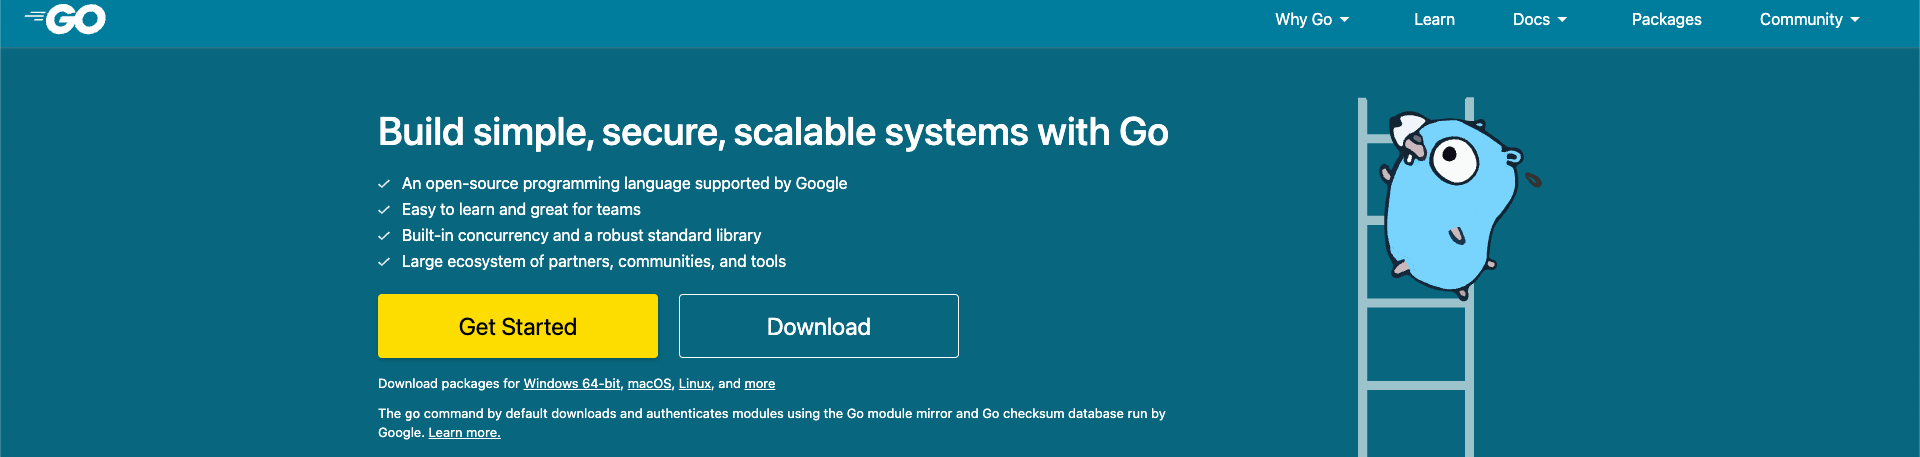 GO
Why Go
Learn
Docs
Packages
Community
Build simple, secure, scalable systems with Go
An open-source programming language supported by Google
Easy to learn and great for teams
Built-in concurrency and a robust standard library
Large ecosystem of partners, communities, and tools
Get Started
Download
Download packages for Windows 64-bit, macOS, Linux, and more
The go command by default downloads and authenticates modules using the Go module mirror and Go checksum database run by
Google. Learn more.